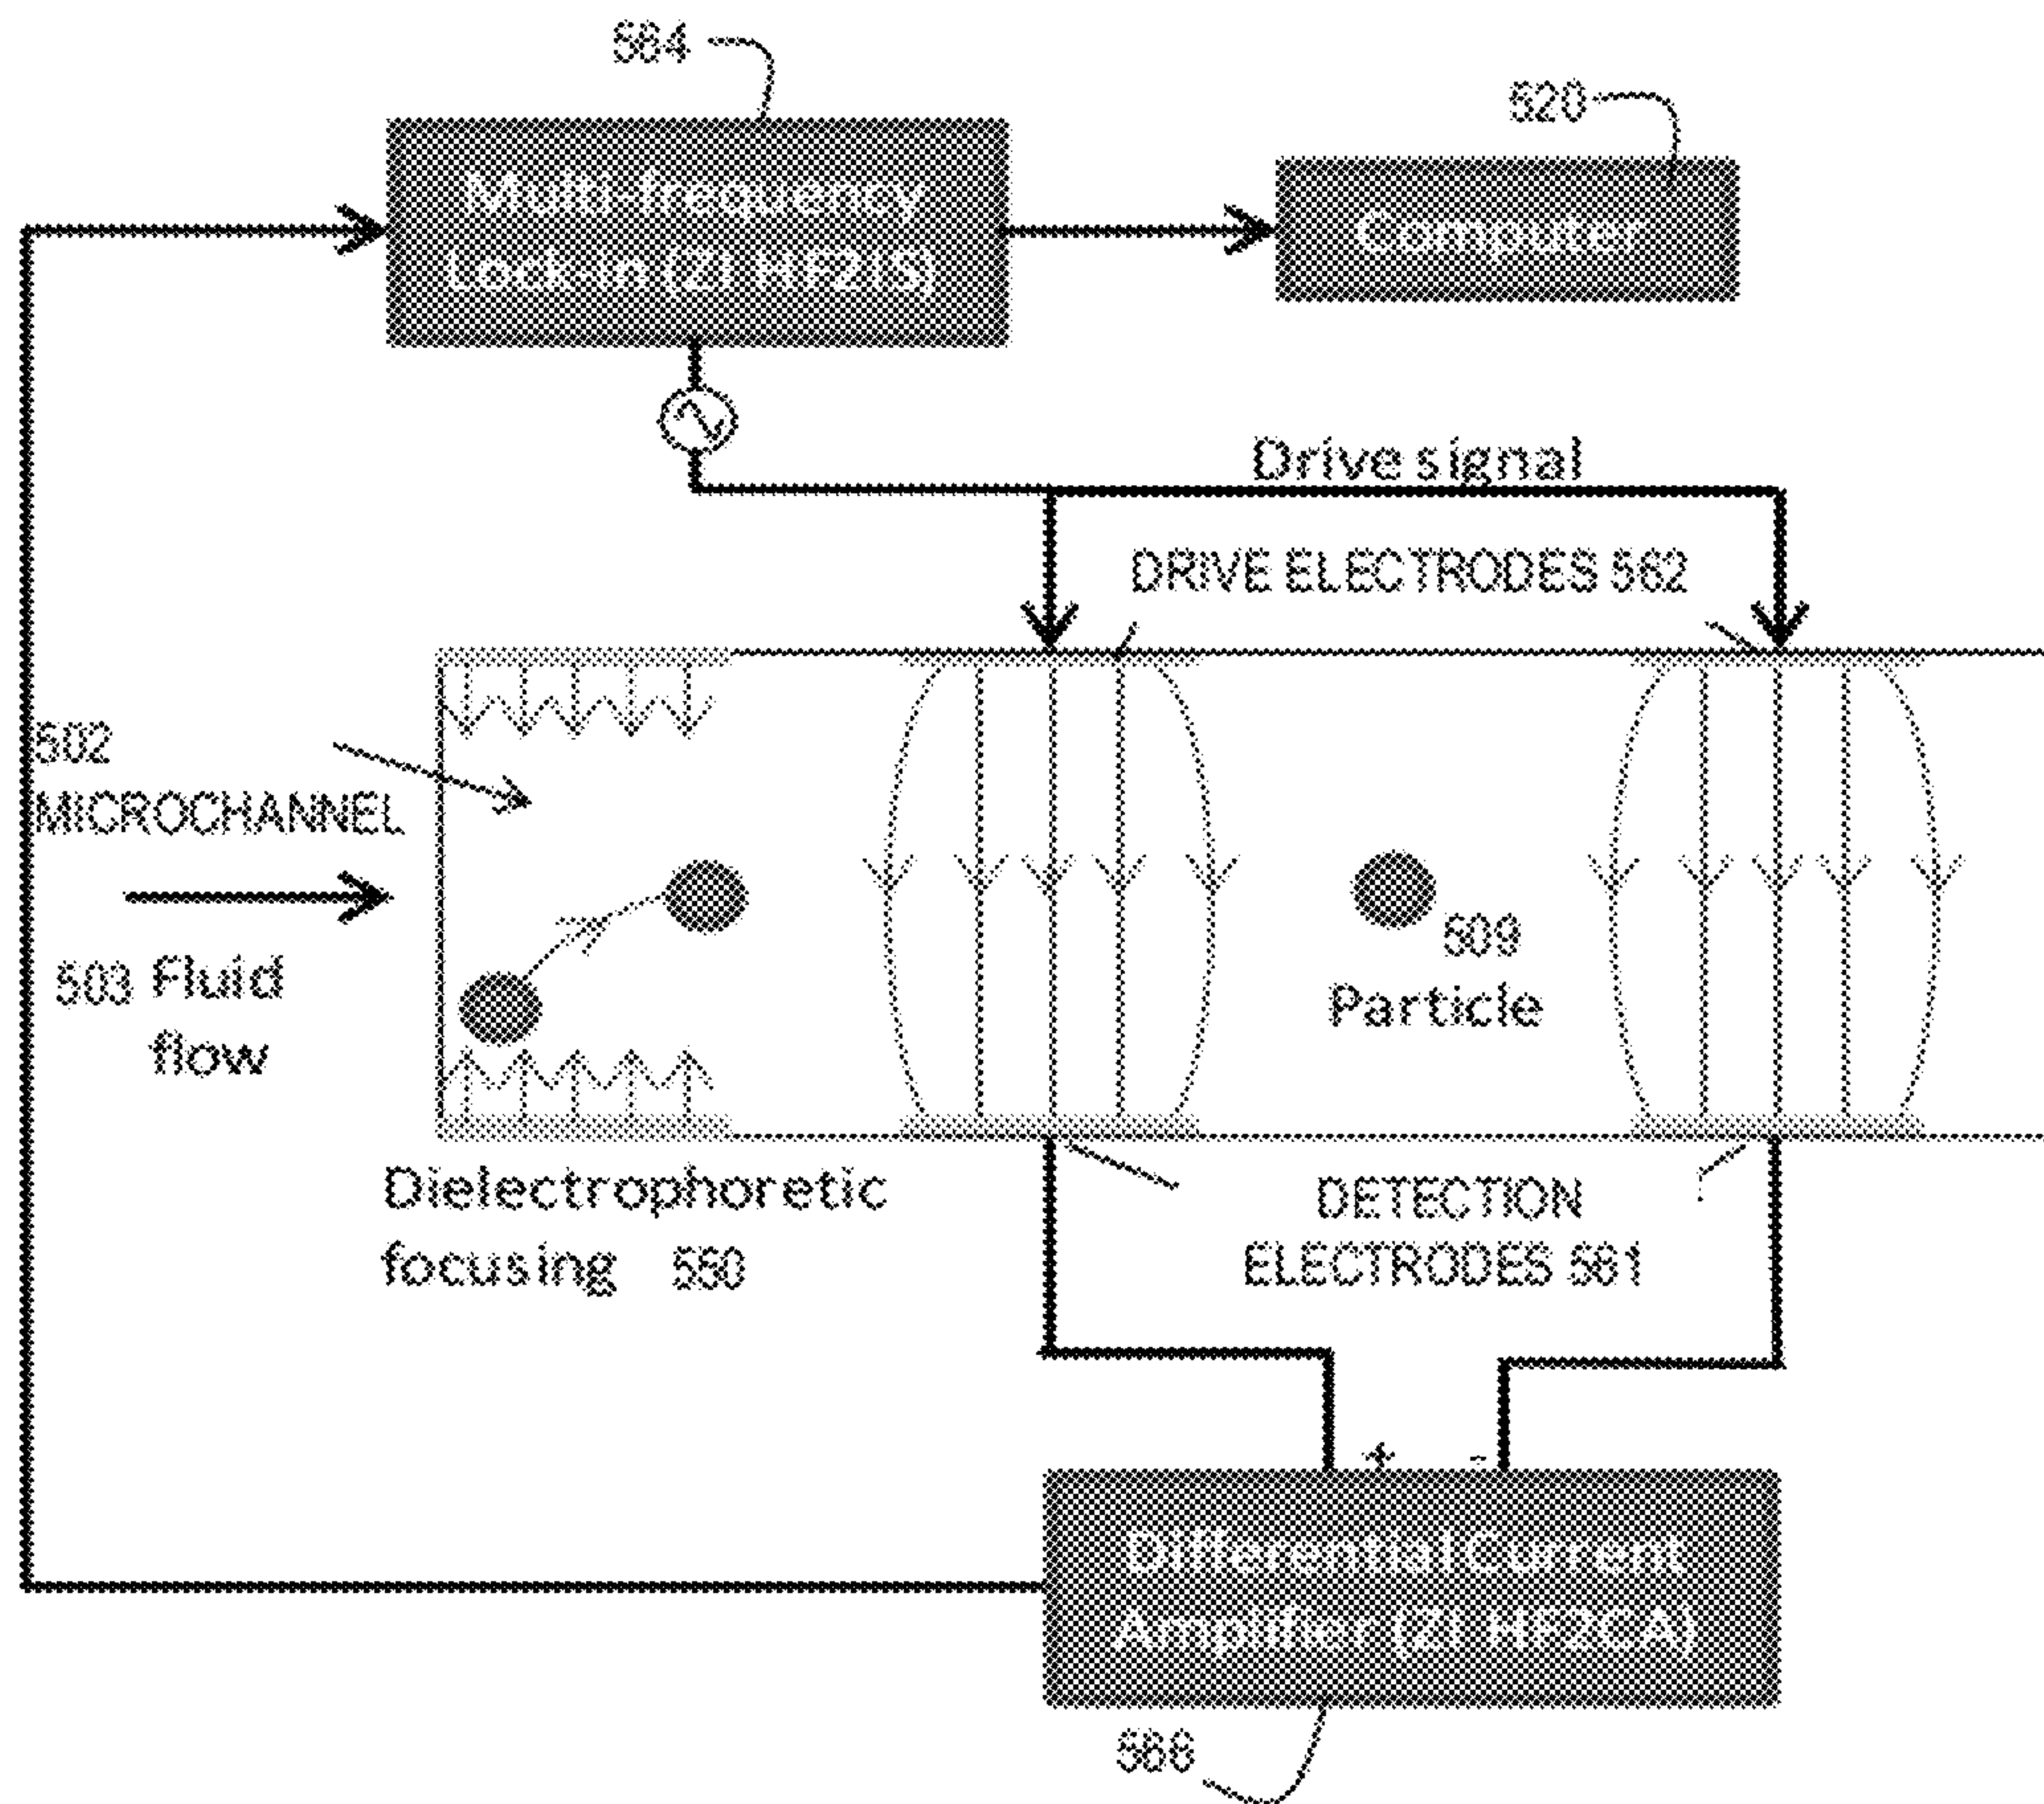 564
520
Multi-frequency
Lock-in (ZI HF2IS)
Computer
Drive signal
DRIVE ELECTRODES 562
502
MICROCHANNEL
503 Fluid
flow
509
Particle
Dielectrophoretic
focusing 550
DETECTION
ELECTRODES 561
+ -
Differential Current
Amplifier (ZI HF2CA)